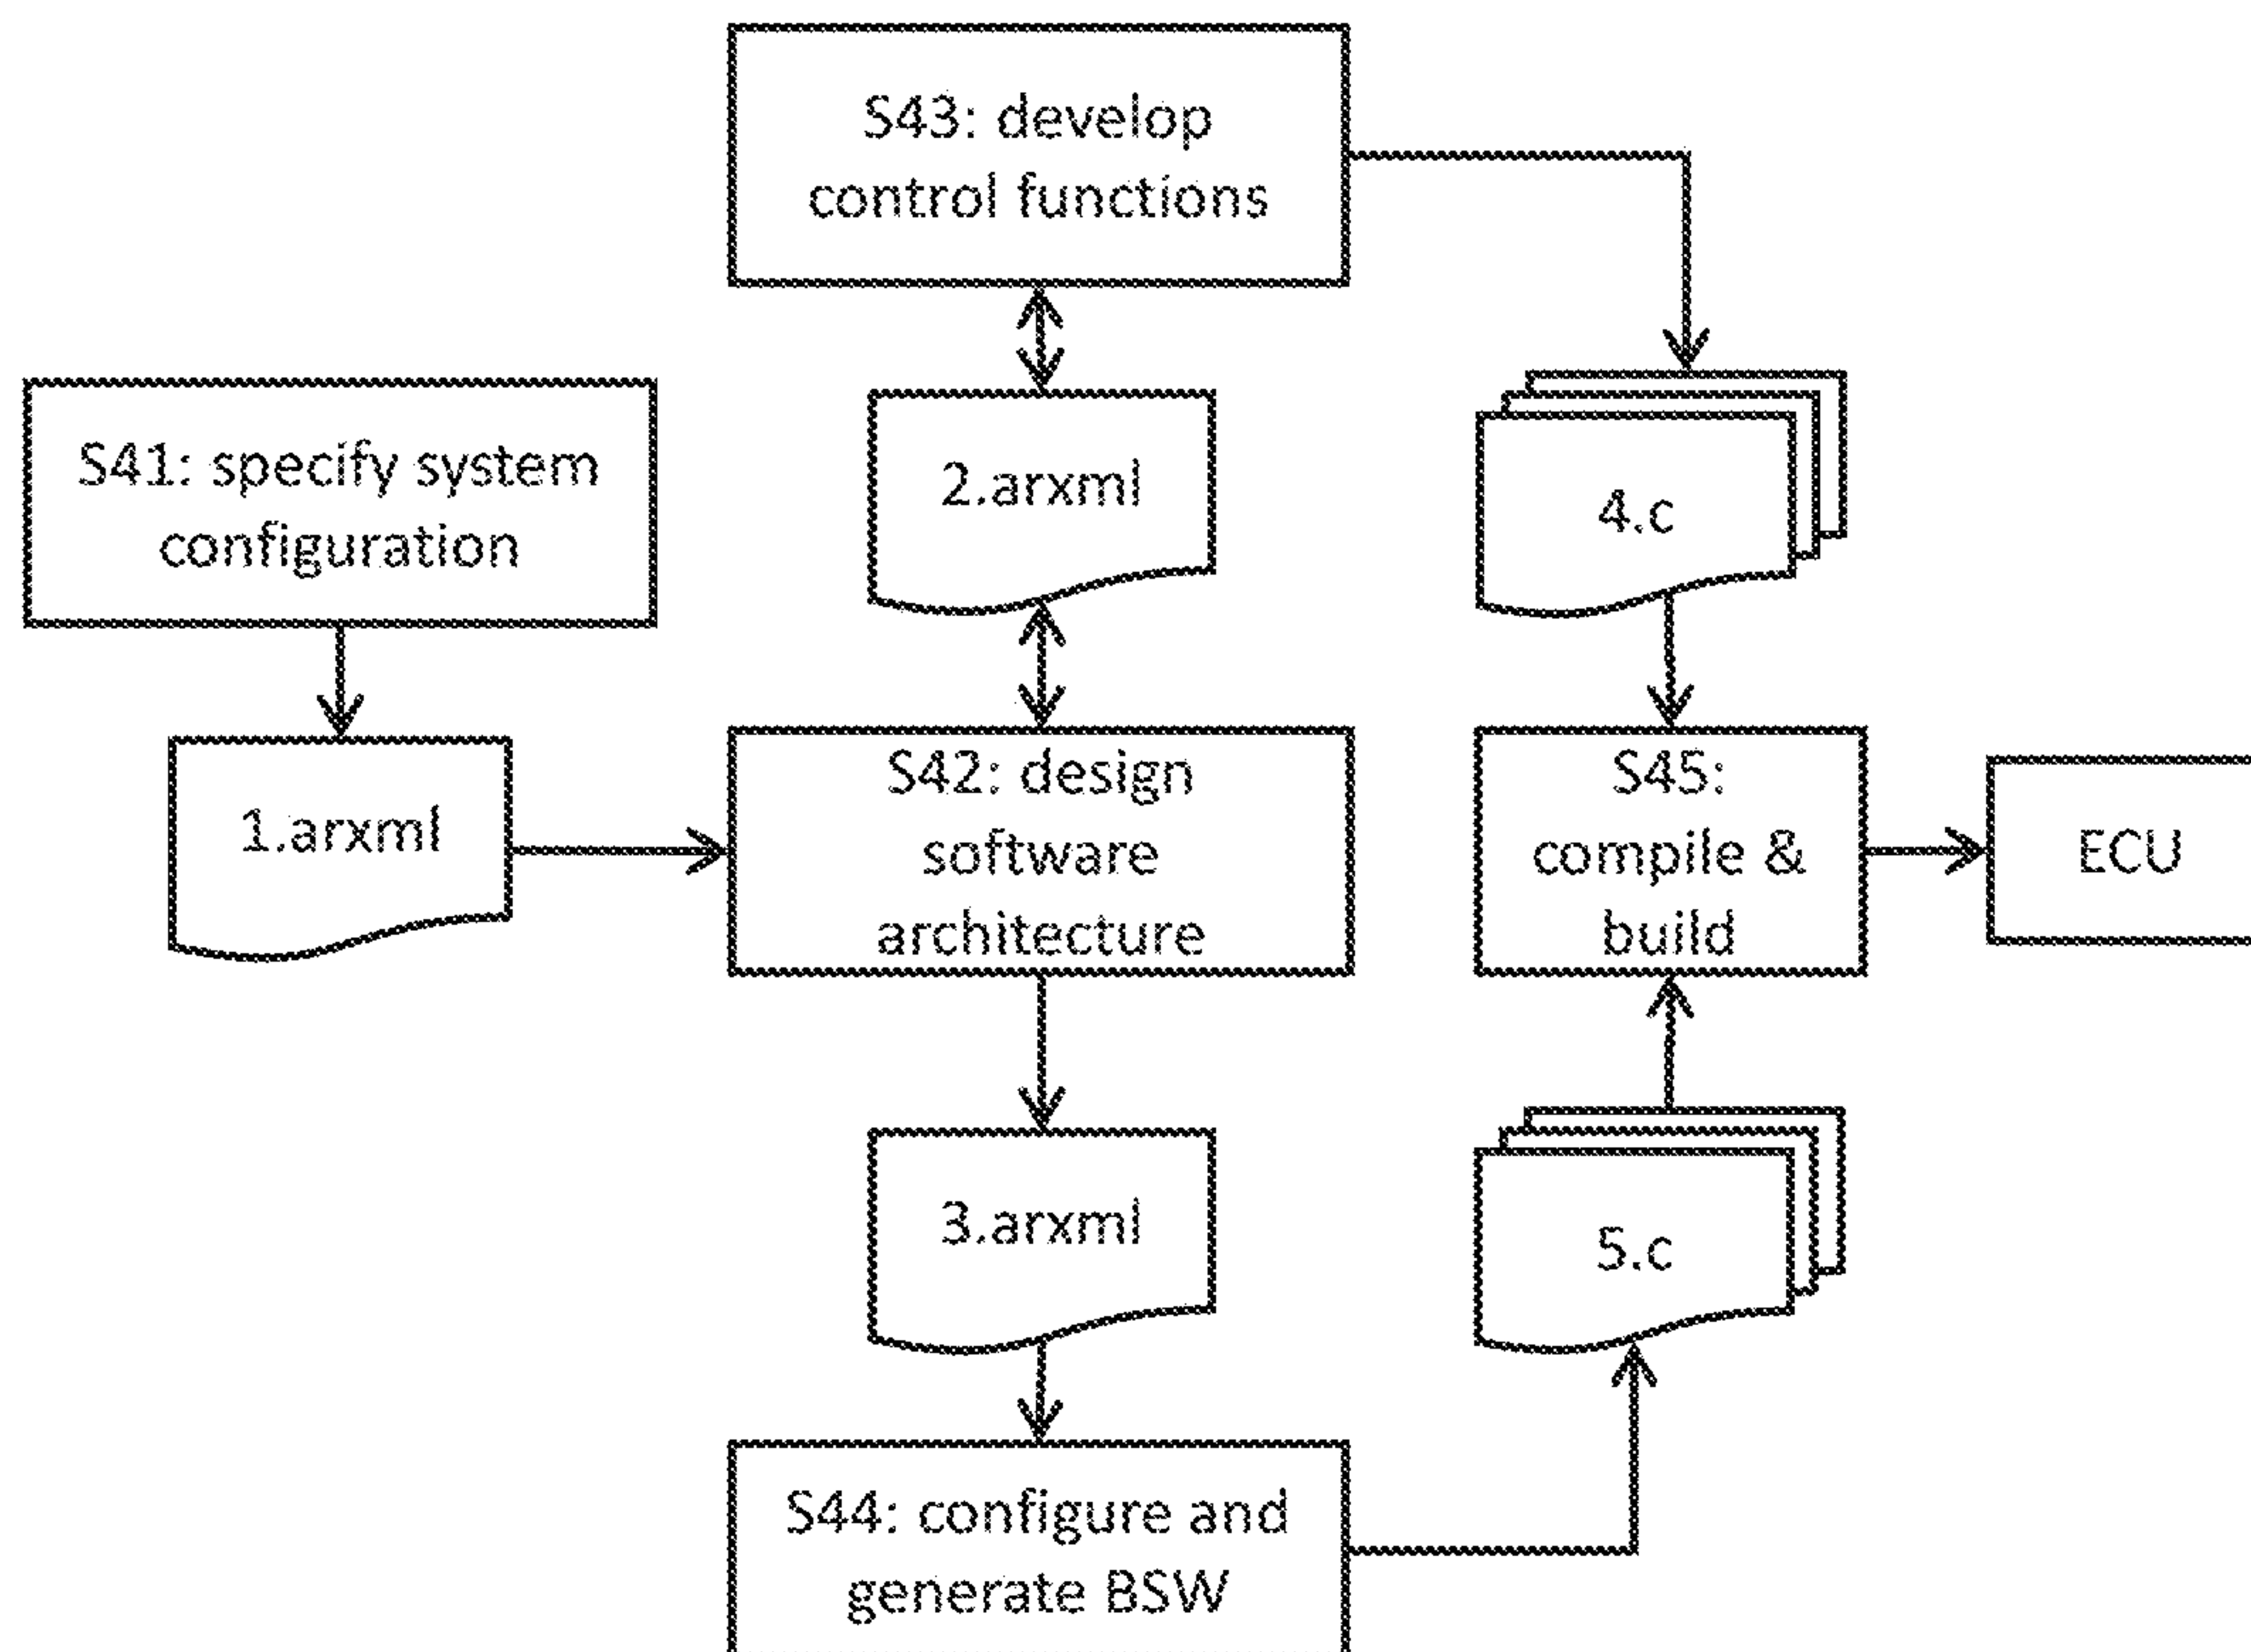 S43: develop
control functions
S41: specify system
configuration
2.arxml
4.c
1.arxml
S42: design
software
architecture
S45:
compile &
build
ECU
3.arxml
5.c
S44: configure and
generate BSW